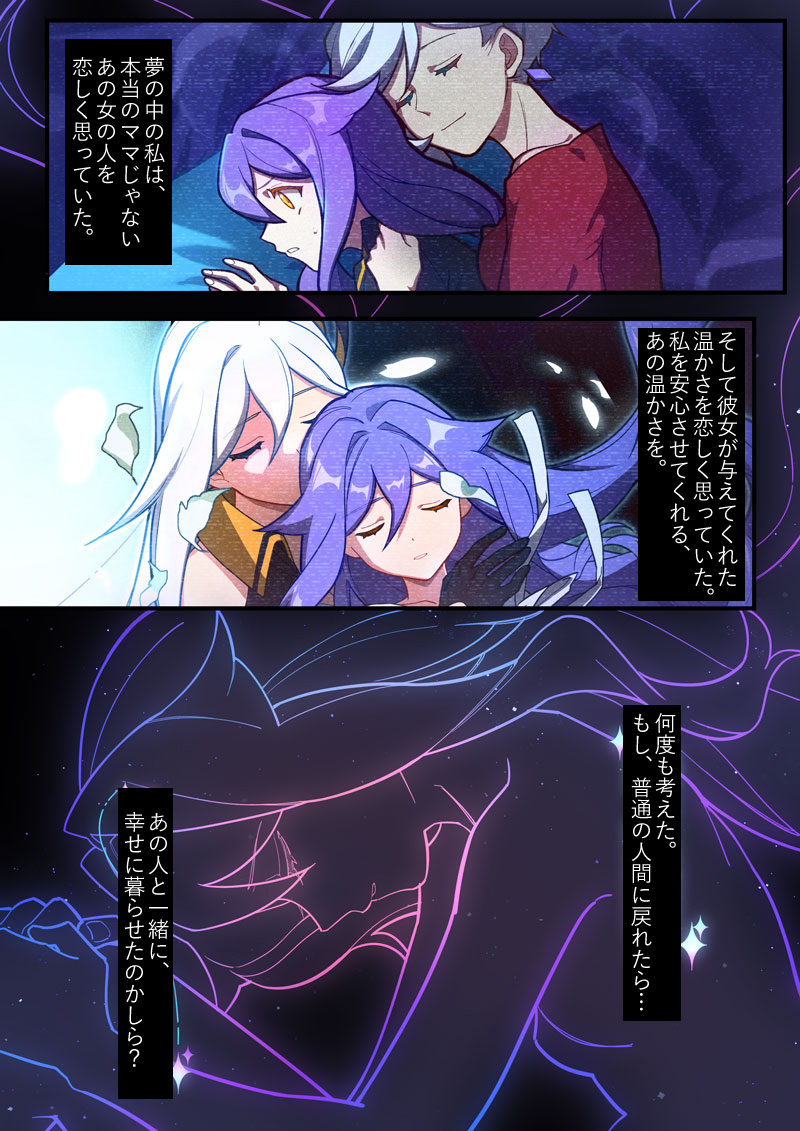 夢の中の私は、
本当のママじゃない
あの女の人を
恋しく思っていた。
そして彼女が与えてくれた
温かさを恋しく思っていた。
私を安心させてくれる、
あの温かさを。
何度も考えた。
もし、普通の人間に戻れたら…
あの人と一緒に、
幸せに暮らせたのかしら？